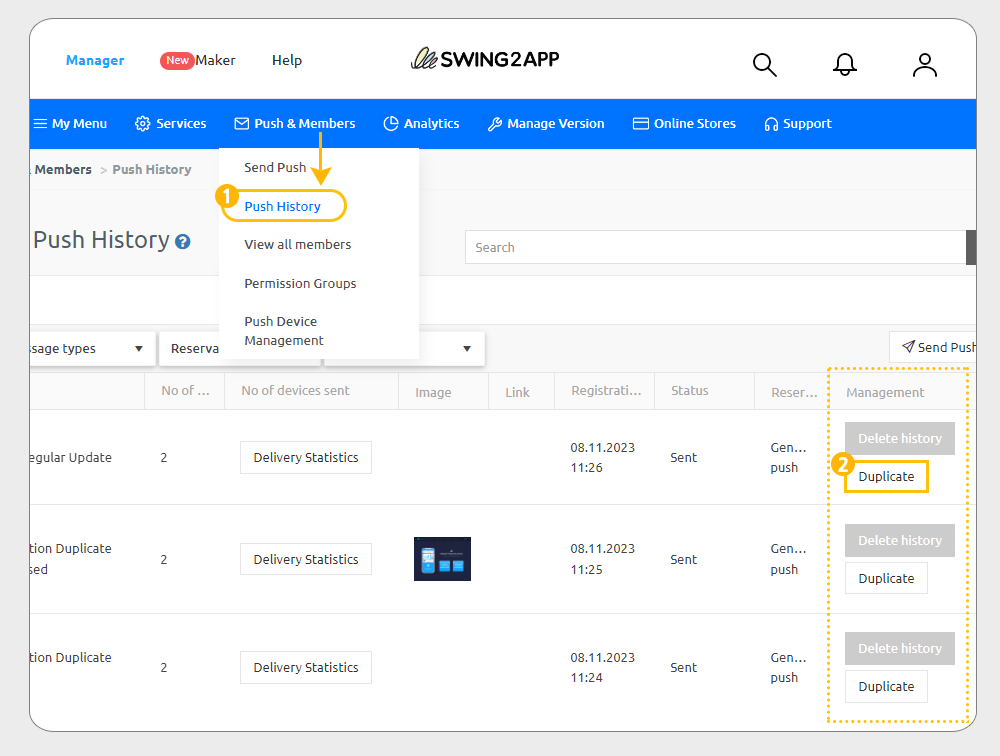 Manager
New Maker
Help
SWING2APP
My Menu
Services
Push & Members
Analytics
Manage Version
Online Stores
Support
Members > Push History
Send Push
1
Push History
View all members
Permission Groups
Push Device
Management
Push History ?
Search
ssage types
Reserva
Send Push
No of ...
No of devices sent
Image
Link
Registrati...
Status
Reser...
Management
egular Update
2
Delivery Statistics
08.11.2023
11:26
Sent
Gen...
push
Delete history
2
Duplicate
tion Duplicate
sed
2
Delivery Statistics
08.11.2023
11:25
Sent
Gen...
push
Delete history
Duplicate
tion Duplicate
2
Delivery Statistics
08.11.2023
11:24
Sent
Gen...
push
Delete history
Duplicate